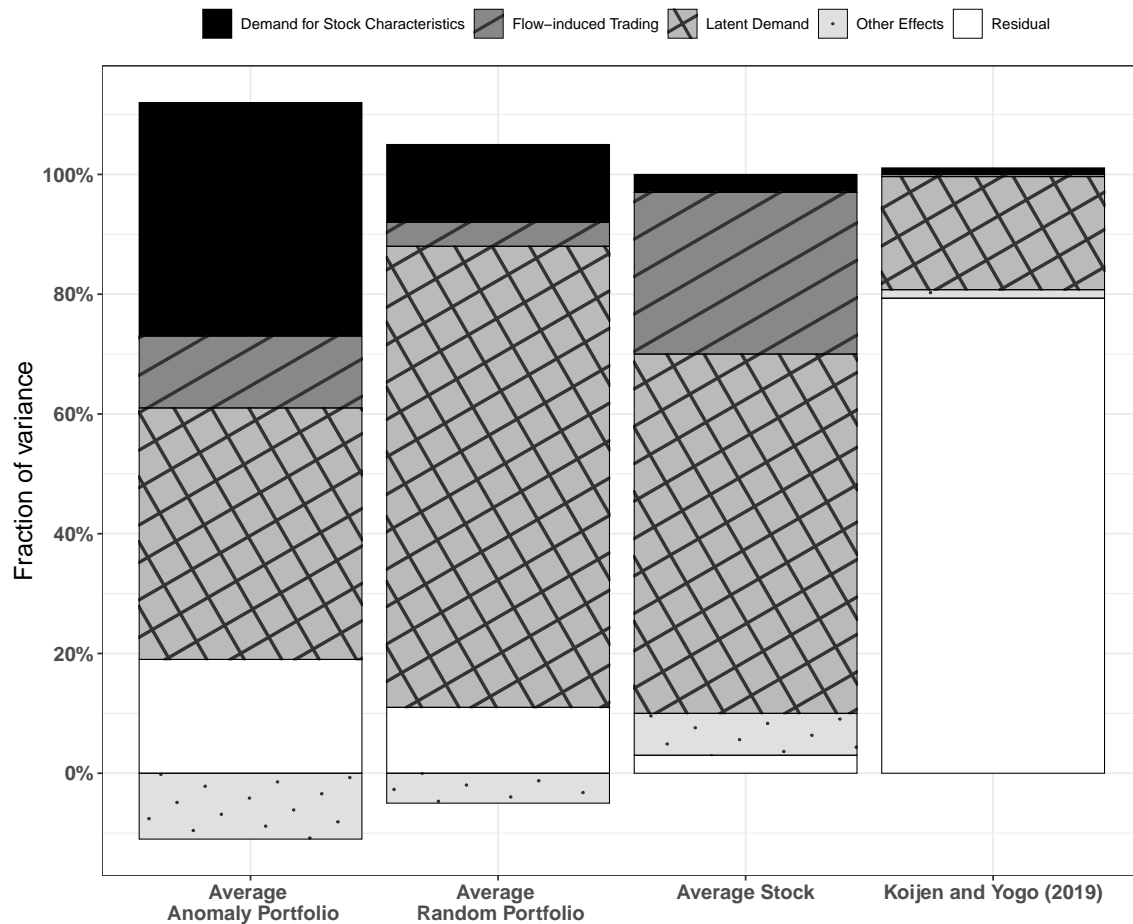 Demand for Stock Characteristics Flow−induced Trading Latent Demand Other Effects Residual
Fraction of variance
100%
80%
60%
40%
20%
0%
Average
Anomaly Portfolio
Average
Random Portfolio
Average Stock
Koijen and Yogo (2019)